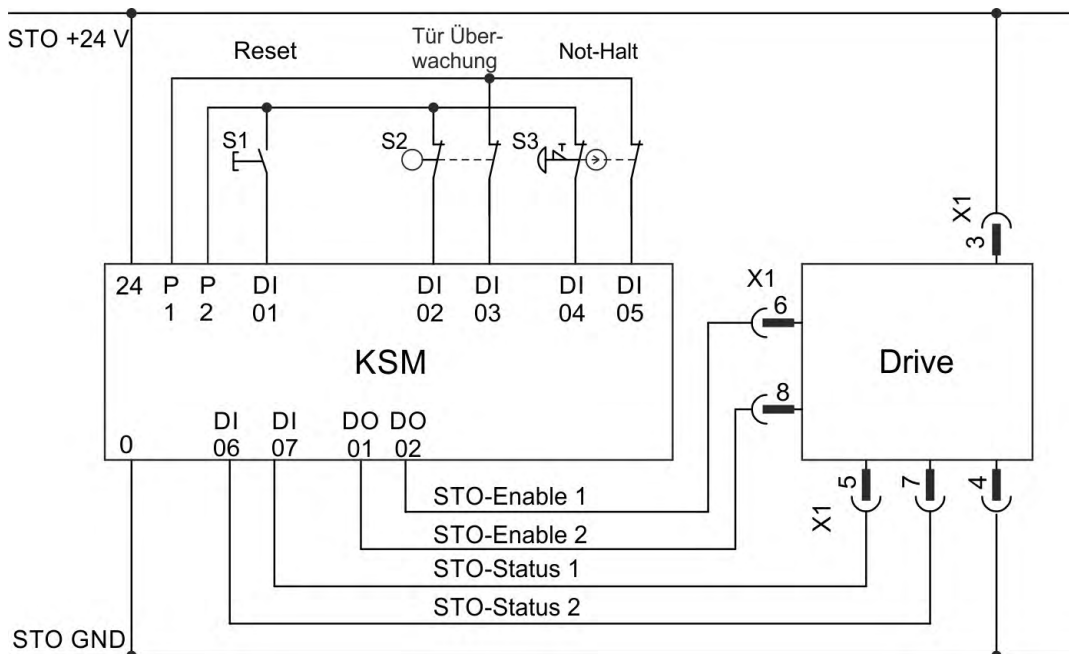 STO +24 V
Reset
Tür Über-
wachung
Not-Halt
S1
S2
S3
X1
3
24
P
1
P
2
DI
01
DI
02
DI
03
DI
04
DI
05
X1
6
KSM
Drive
8
0
DI
06
DI
07
DO
01
DO
02
5
7
4
X1
STO-Enable 1
STO-Enable 2
STO-Status 1
STO-Status 2
STO GND